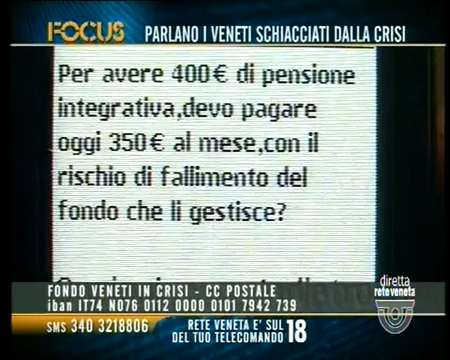 FOCUS PARLANO I VENETI SCHIACCIATI DALLA CRISI
Per avere 400€ di pensione
integrativa,devo pagare
oggi 350€ al mese,con il
rischio di fallimento del
fondo che li gestisce?
FONDO VENETI IN CRISI - CC POSTALE
iban IT74 N076 0112 0000 0101 7942 739
diretta
reteveneta
SMS 340 3218806
RETE VENETA E' SUL 18
DEL TUO TELECOMANDO